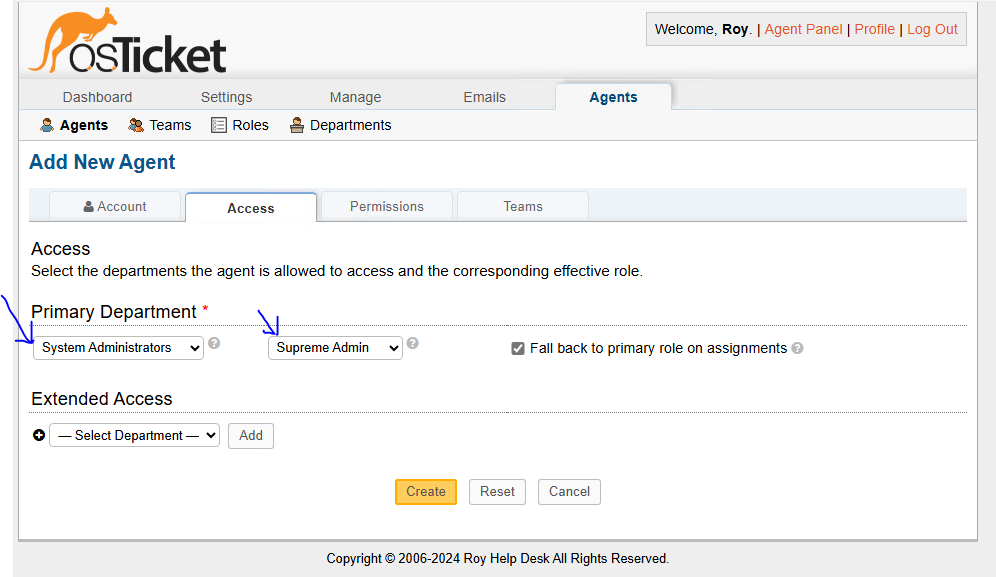 osTicket
Welcome, Roy. | Agent Panel | Profile | Log Out
Dashboard Settings Manage Emails Agents
Agents Teams Roles Departments
Add New Agent
Account Access Permissions Teams
Access
Select the departments the agent is allowed to access and the corresponding effective role.
Primary Department *
System Administrators ? Supreme Admin ? Fall back to primary role on assignments ?
Extended Access
— Select Department — Add
Create Reset Cancel
Copyright © 2006-2024 Roy Help Desk All Rights Reserved.